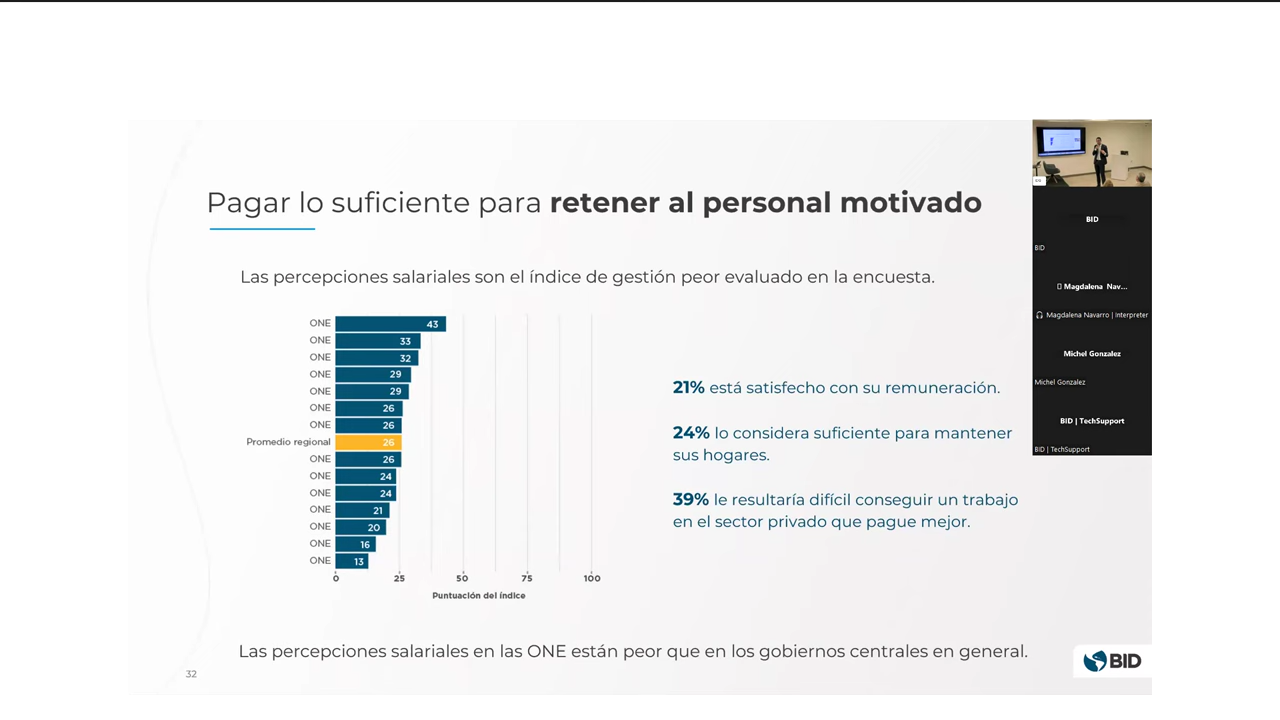 Pagar lo suficiente para retener al personal motivado
Las percepciones salariales son el índice de gestión peor evaluado en la encuesta.
ONE 43
ONE 33
ONE 32
ONE 29
ONE 29
ONE 26
ONE 26
Promedio regional 26
ONE 26
ONE 24
ONE 24
ONE 21
ONE 20
ONE 16
ONE 13
0 25 50 75 100
Puntuación del índice
21% está satisfecho con su remuneración.
24% lo considera suficiente para mantener
sus hogares.
39% le resultaría difícil conseguir un trabajo
en el sector privado que pague mejor.
Las percepciones salariales en las ONE están peor que en los gobiernos centrales en general.
32
BID
BID
BID
Magdalena Nav...
Magdalena Navarro | Interpreter
Michel Gonzalez
Michel Gonzalez
BID | TechSupport
BID | TechSupport